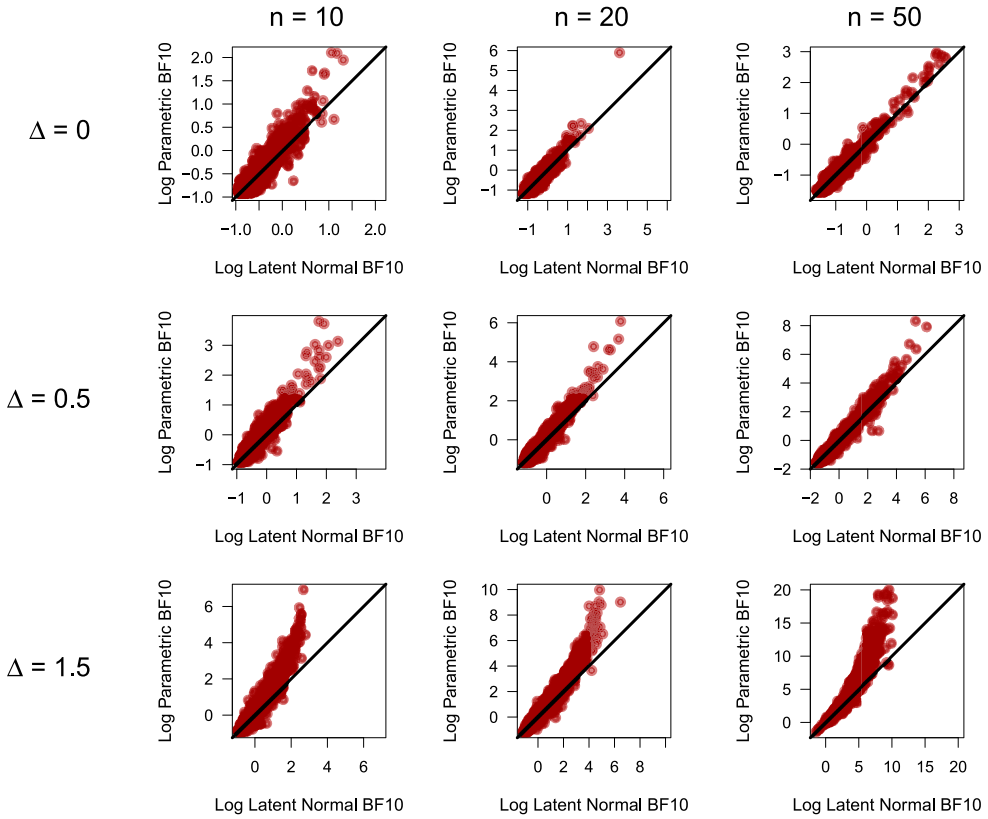 n = 10 n = 20 n = 50
Δ = 0
Log Parametric BF10
2.0
1.5
1.0
0.5
0.0
−0.5
−1.0
−1.0 0.0 1.0 2.0
Log Latent Normal BF10
Log Parametric BF10
6
5
4
3
2
1
0
−1
−1 1 3 5
Log Latent Normal BF10
Log Parametric BF10
3
2
1
0
−1
−1 0 1 2 3
Log Latent Normal BF10
Δ = 0.5
Log Parametric BF10
3
2
1
0
−1
−1 0 1 2 3
Log Latent Normal BF10
Log Parametric BF10
6
4
2
0
0 2 4 6
Log Latent Normal BF10
Log Parametric BF10
8
6
4
2
0
−2
−2 0 2 4 6 8
Log Latent Normal BF10
Δ = 1.5
Log Parametric BF10
6
4
2
0
0 2 4 6
Log Latent Normal BF10
Log Parametric BF10
10
8
6
4
2
0
0 2 4 6 8
Log Latent Normal BF10
Log Parametric BF10
20
15
10
5
0
0 5 10 15 20
Log Latent Normal BF10